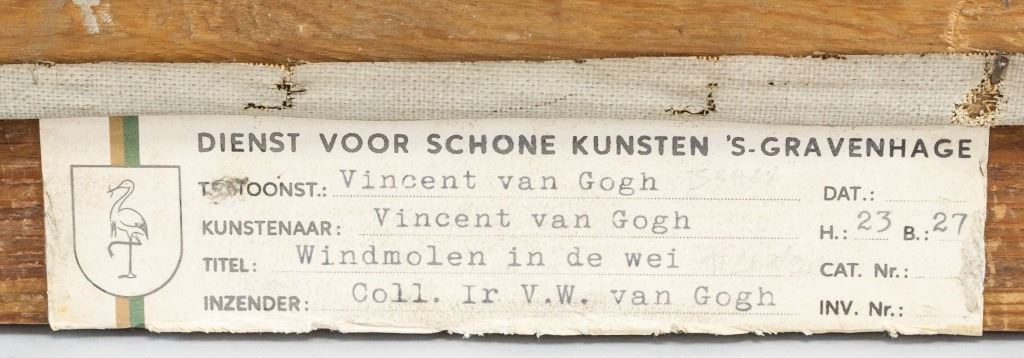 DIENST VOOR SCHONE KUNSTEN 'S-GRAVENHAGE
TENTOONST.: Vincent van Gogh DAT.:
KUNSTENAAR: Vincent van Gogh H.: 23 B.: 27
TITEL: Windmolen in de wei CAT. Nr.:
INZENDER: Coll. Ir V.W. van Gogh INV. Nr.: